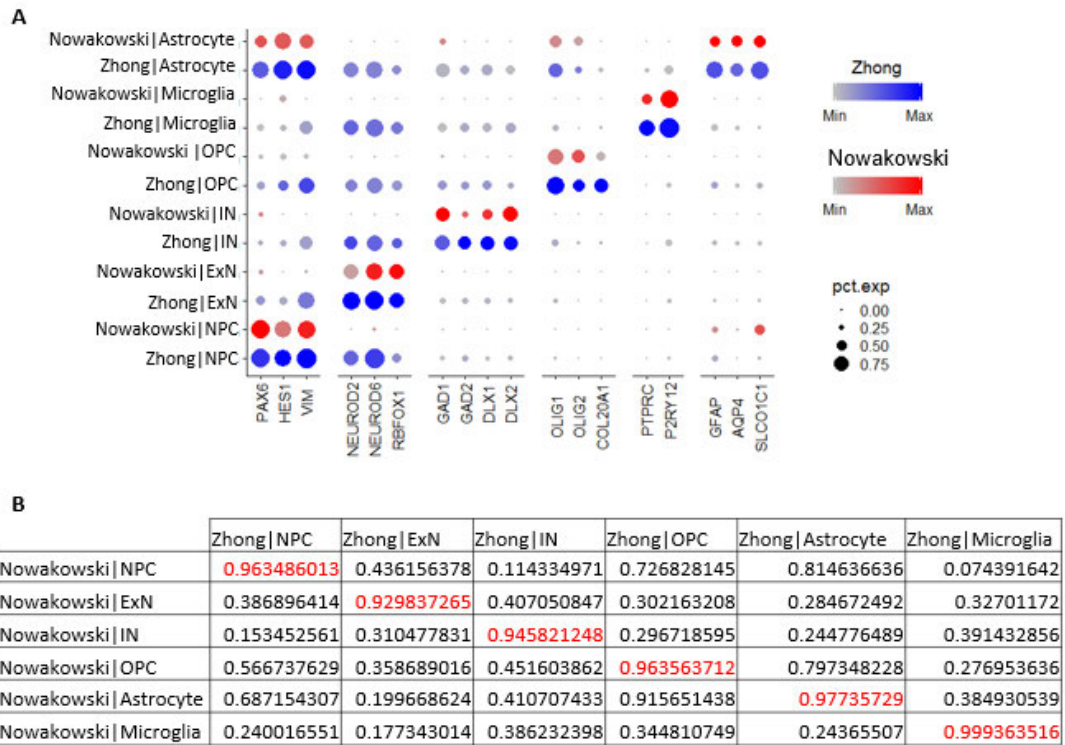 A
Nowakowski|Astrocyte
Zhong|Astrocyte
Nowakowski|Microglia
Zhong|Microglia
Nowakowski |OPC
Zhong|OPC
Nowakowski|IN
Zhong|IN
Nowakowski|ExN
Zhong|ExN
Nowakowski|NPC
Zhong|NPC
PAX6
HES1
VIM
NEUROD2
NEUROD6
RBFOX1
GAD1
GAD2
DLX1
DLX2
OLIG1
OLIG2
COL20A1
PTPRC
P2RY12
GFAP
AQP4
SLCO1C1
Zhong
Min Max
Nowakowski
Min Max
pct.exp
0.00
0.25
0.50
0.75
B
Zhong|NPC Zhong|ExN Zhong|IN Zhong|OPC Zhong|Astrocyte Zhong|Microglia
Nowakowski|NPC 0.963486013 0.436156378 0.114334971 0.726828145 0.814636636 0.074391642
Nowakowski|ExN 0.386896414 0.929837265 0.407050847 0.302163208 0.284672492 0.32701172
Nowakowski|IN 0.153452561 0.310477831 0.945821248 0.296718595 0.244776489 0.391432856
Nowakowski|OPC 0.566737629 0.358689016 0.451603862 0.963563712 0.797348228 0.276953636
Nowakowski|Astrocyte 0.687154307 0.199668624 0.410707433 0.915651438 0.97735729 0.384930539
Nowakowski|Microglia 0.240016551 0.177343014 0.386232398 0.344810749 0.24365507 0.999363516